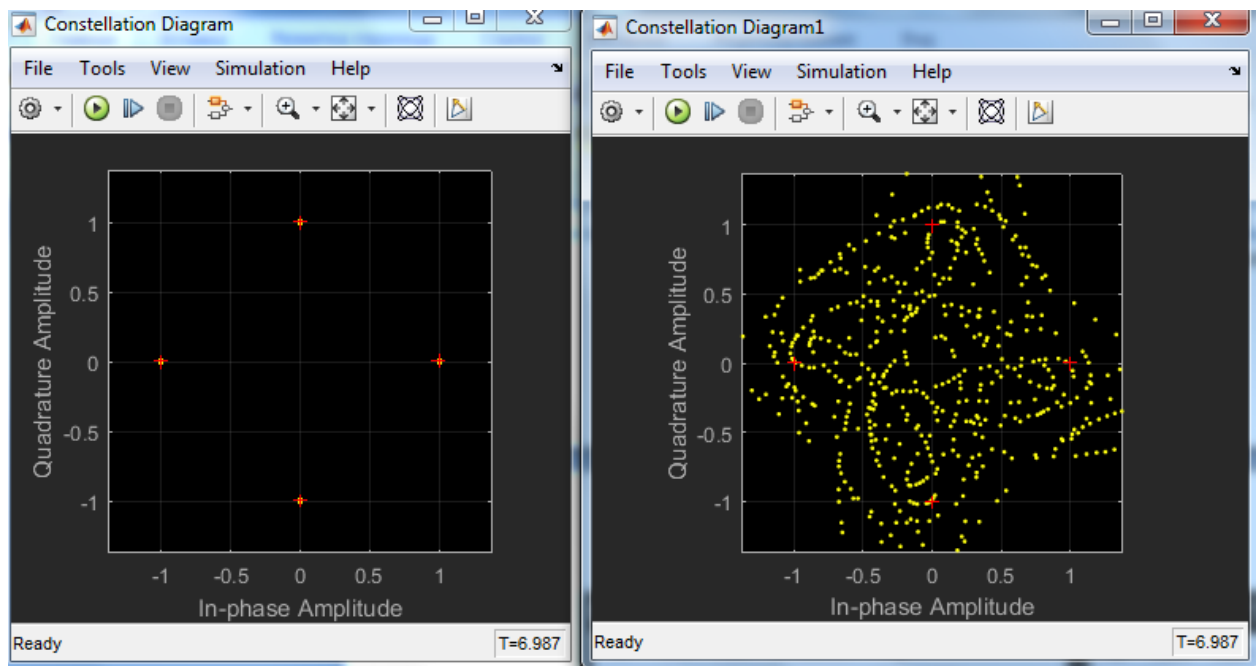 Constellation Diagram
File Tools View Simulation Help
Quadrature Amplitude
1
0.5
0
-0.5
-1
-1 -0.5 0 0.5 1
In-phase Amplitude
Ready T=6.987
Constellation Diagram1
File Tools View Simulation Help
Quadrature Amplitude
1
0.5
0
-0.5
-1
-1 -0.5 0 0.5 1
In-phase Amplitude
Ready T=6.987